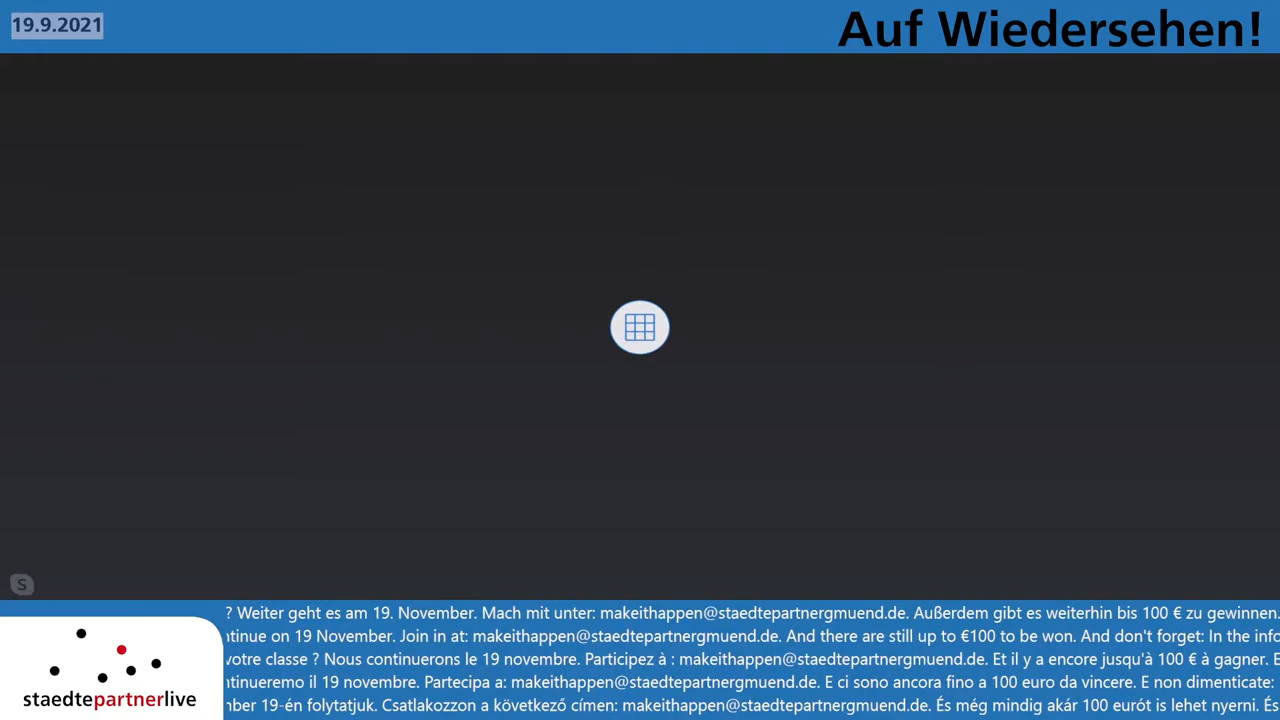 19.9.2021
Auf Wiedersehen!
S
? Weiter geht es am 19. November. Mach mit unter: makeithappen@staedtepartnergmuend.de. Außerdem gibt es weiterhin bis 100 € zu gewinnen.
ntinue on 19 November. Join in at: makeithappen@staedtepartnergmuend.de. And there are still up to €100 to be won. And don't forget: In the info
votre classe ? Nous continuerons le 19 novembre. Participez à : makeithappen@staedtepartnergmuend.de. Et il y a encore jusqu'à 100 € à gagner. E
ntinueremo il 19 novembre. Partecipa a: makeithappen@staedtepartnergmuend.de. E ci sono ancora fino a 100 euro da vincere. E non dimenticate:
mber 19-én folytatjuk. Csatlakozzon a következő címen: makeithappen@staedtepartnergmuend.de. És még mindig akár 100 eurót is lehet nyerni. És
staedtepartnerlive